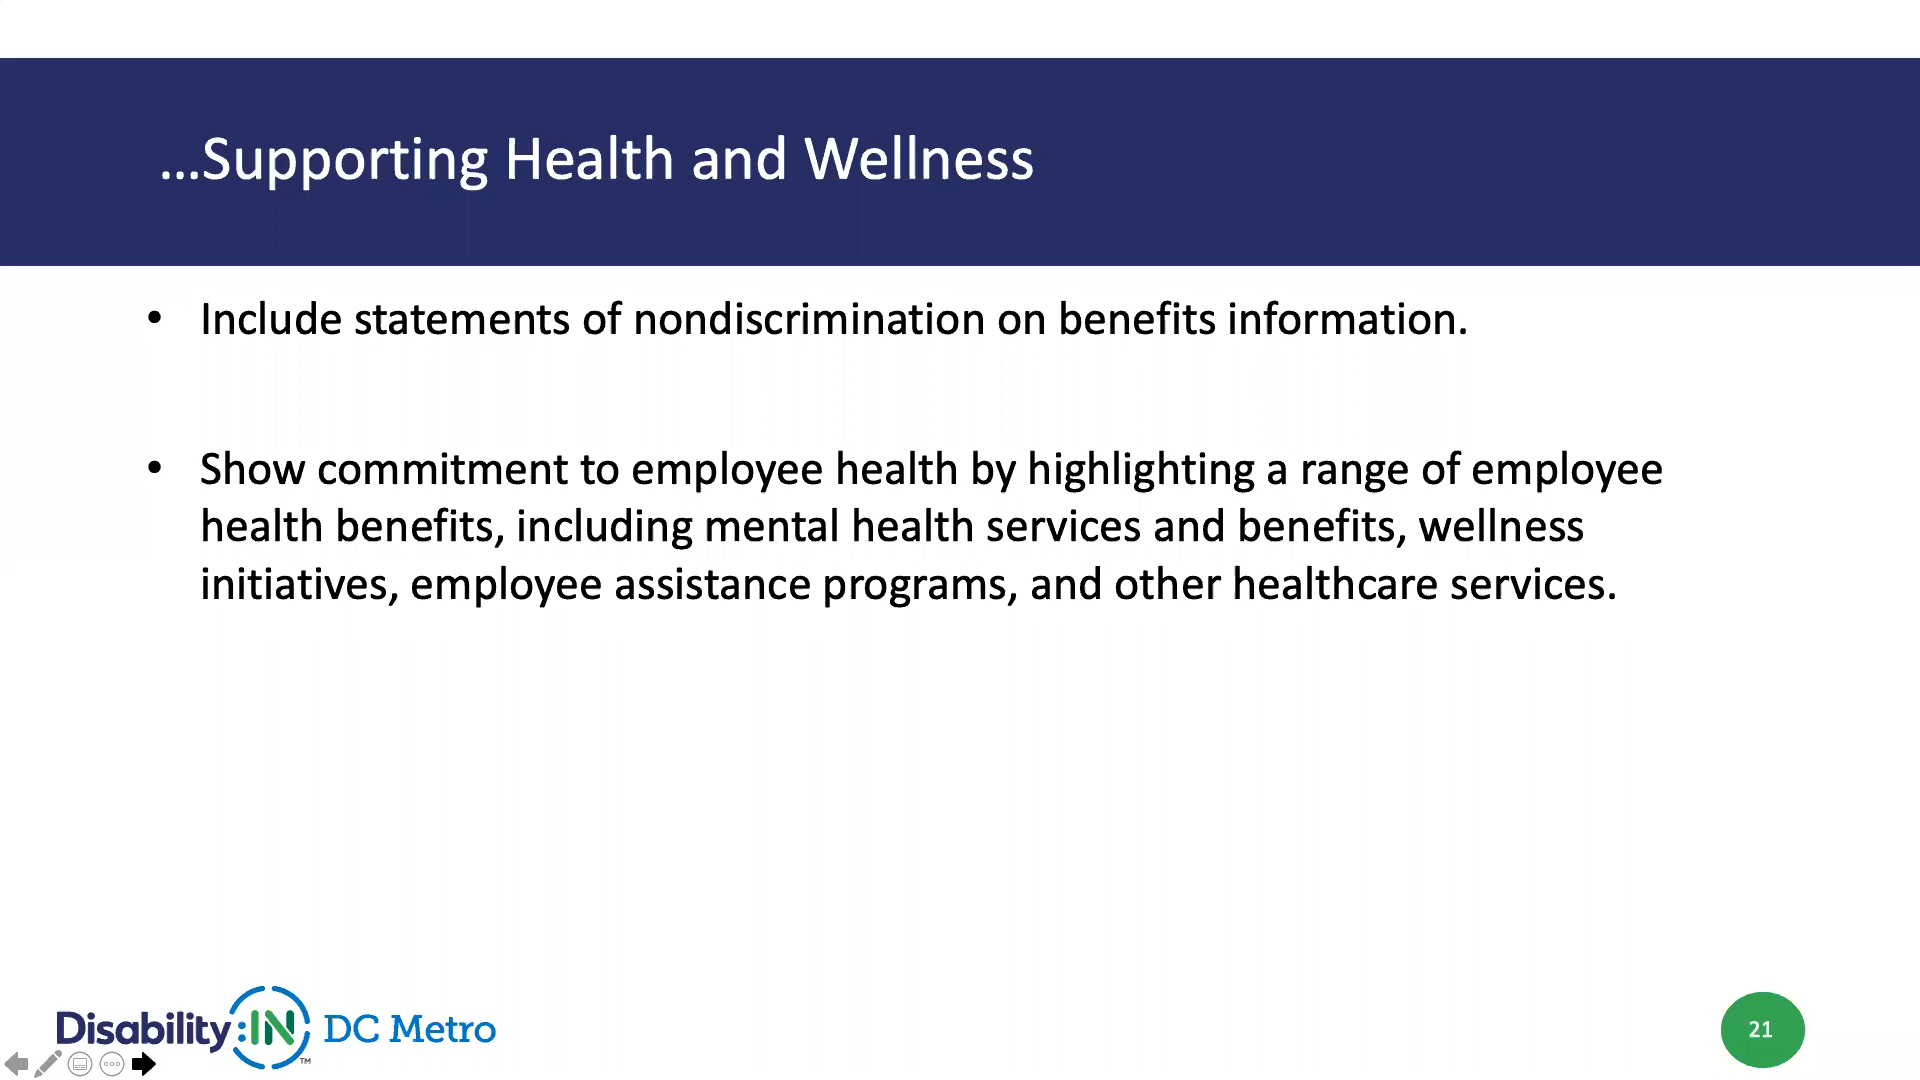 ...Supporting Health and Wellness
• Include statements of nondiscrimination on benefits information.
• Show commitment to employee health by highlighting a range of employee
health benefits, including mental health services and benefits, wellness
initiatives, employee assistance programs, and other healthcare services.
Disability:IN DC Metro
TM
21